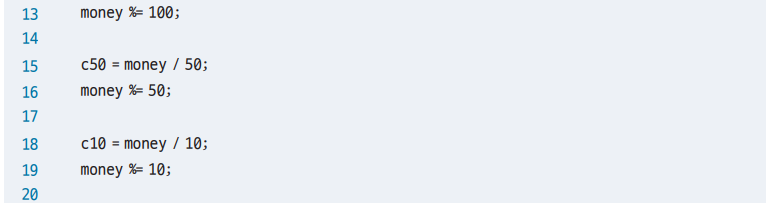 13 money %= 100;
14
15 c50 = money / 50;
16 money %= 50;
17
18 c10 = money / 10;
19 money %= 10;
20